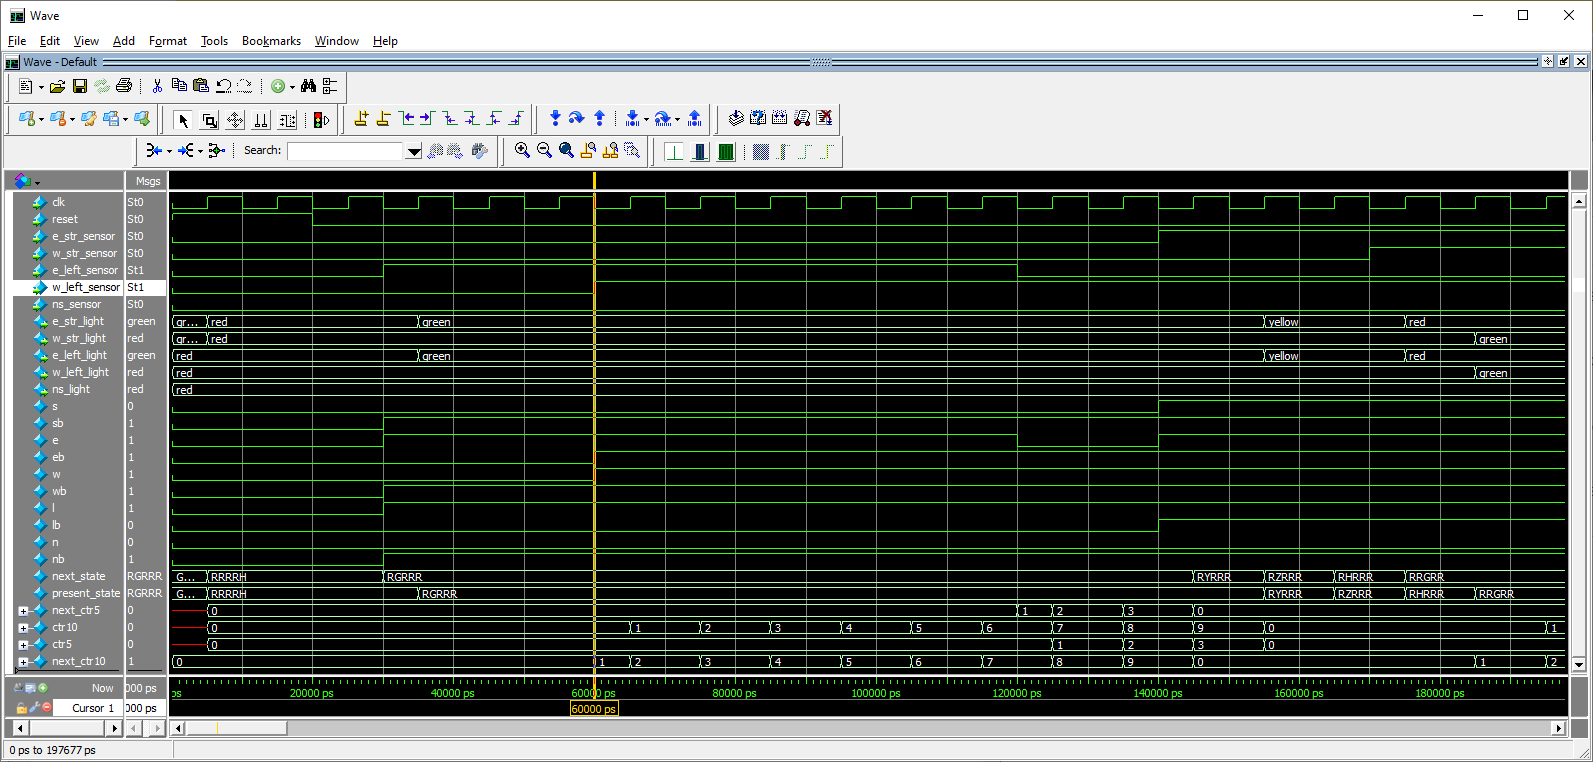 Wave
File Edit View Add Format Tools Bookmarks Window Help
Wave - Default
Search:
Msgs
clk St0
reset St0
e_str_sensor St0
w_str_sensor St0
e_left_sensor St1
w_left_sensor St1
ns_sensor St0
e_str_light green gr... red green yellow red
w_str_light red gr... red green
e_left_light green red green yellow red
w_left_light red red green
ns_light red red
s 0
sb 1
e 1
eb 1
w 1
wb 1
l 1
lb 0
n 0
nb 1
next_state RGRRR G... RRRRH RGRRR RYRRR RZRRR RHRRR RRGRR
present_state RGRRR G... RRRRH RGRRR RYRRR RZRRR RHRRR RRGRR
next_ctr5 0 0 1 2 3 0
ctr10 0 0 1 2 3 4 5 6 7 8 9 0 1
ctr5 0 0 1 2 3 0
next_ctr10 1 0 1 2 3 4 5 6 7 8 9 0 1 2
Now 000 ps ps 20000 ps 40000 ps 60000 ps 80000 ps 100000 ps 120000 ps 140000 ps 160000 ps 180000 ps
Cursor 1 000 ps 60000 ps
0 ps to 197677 ps